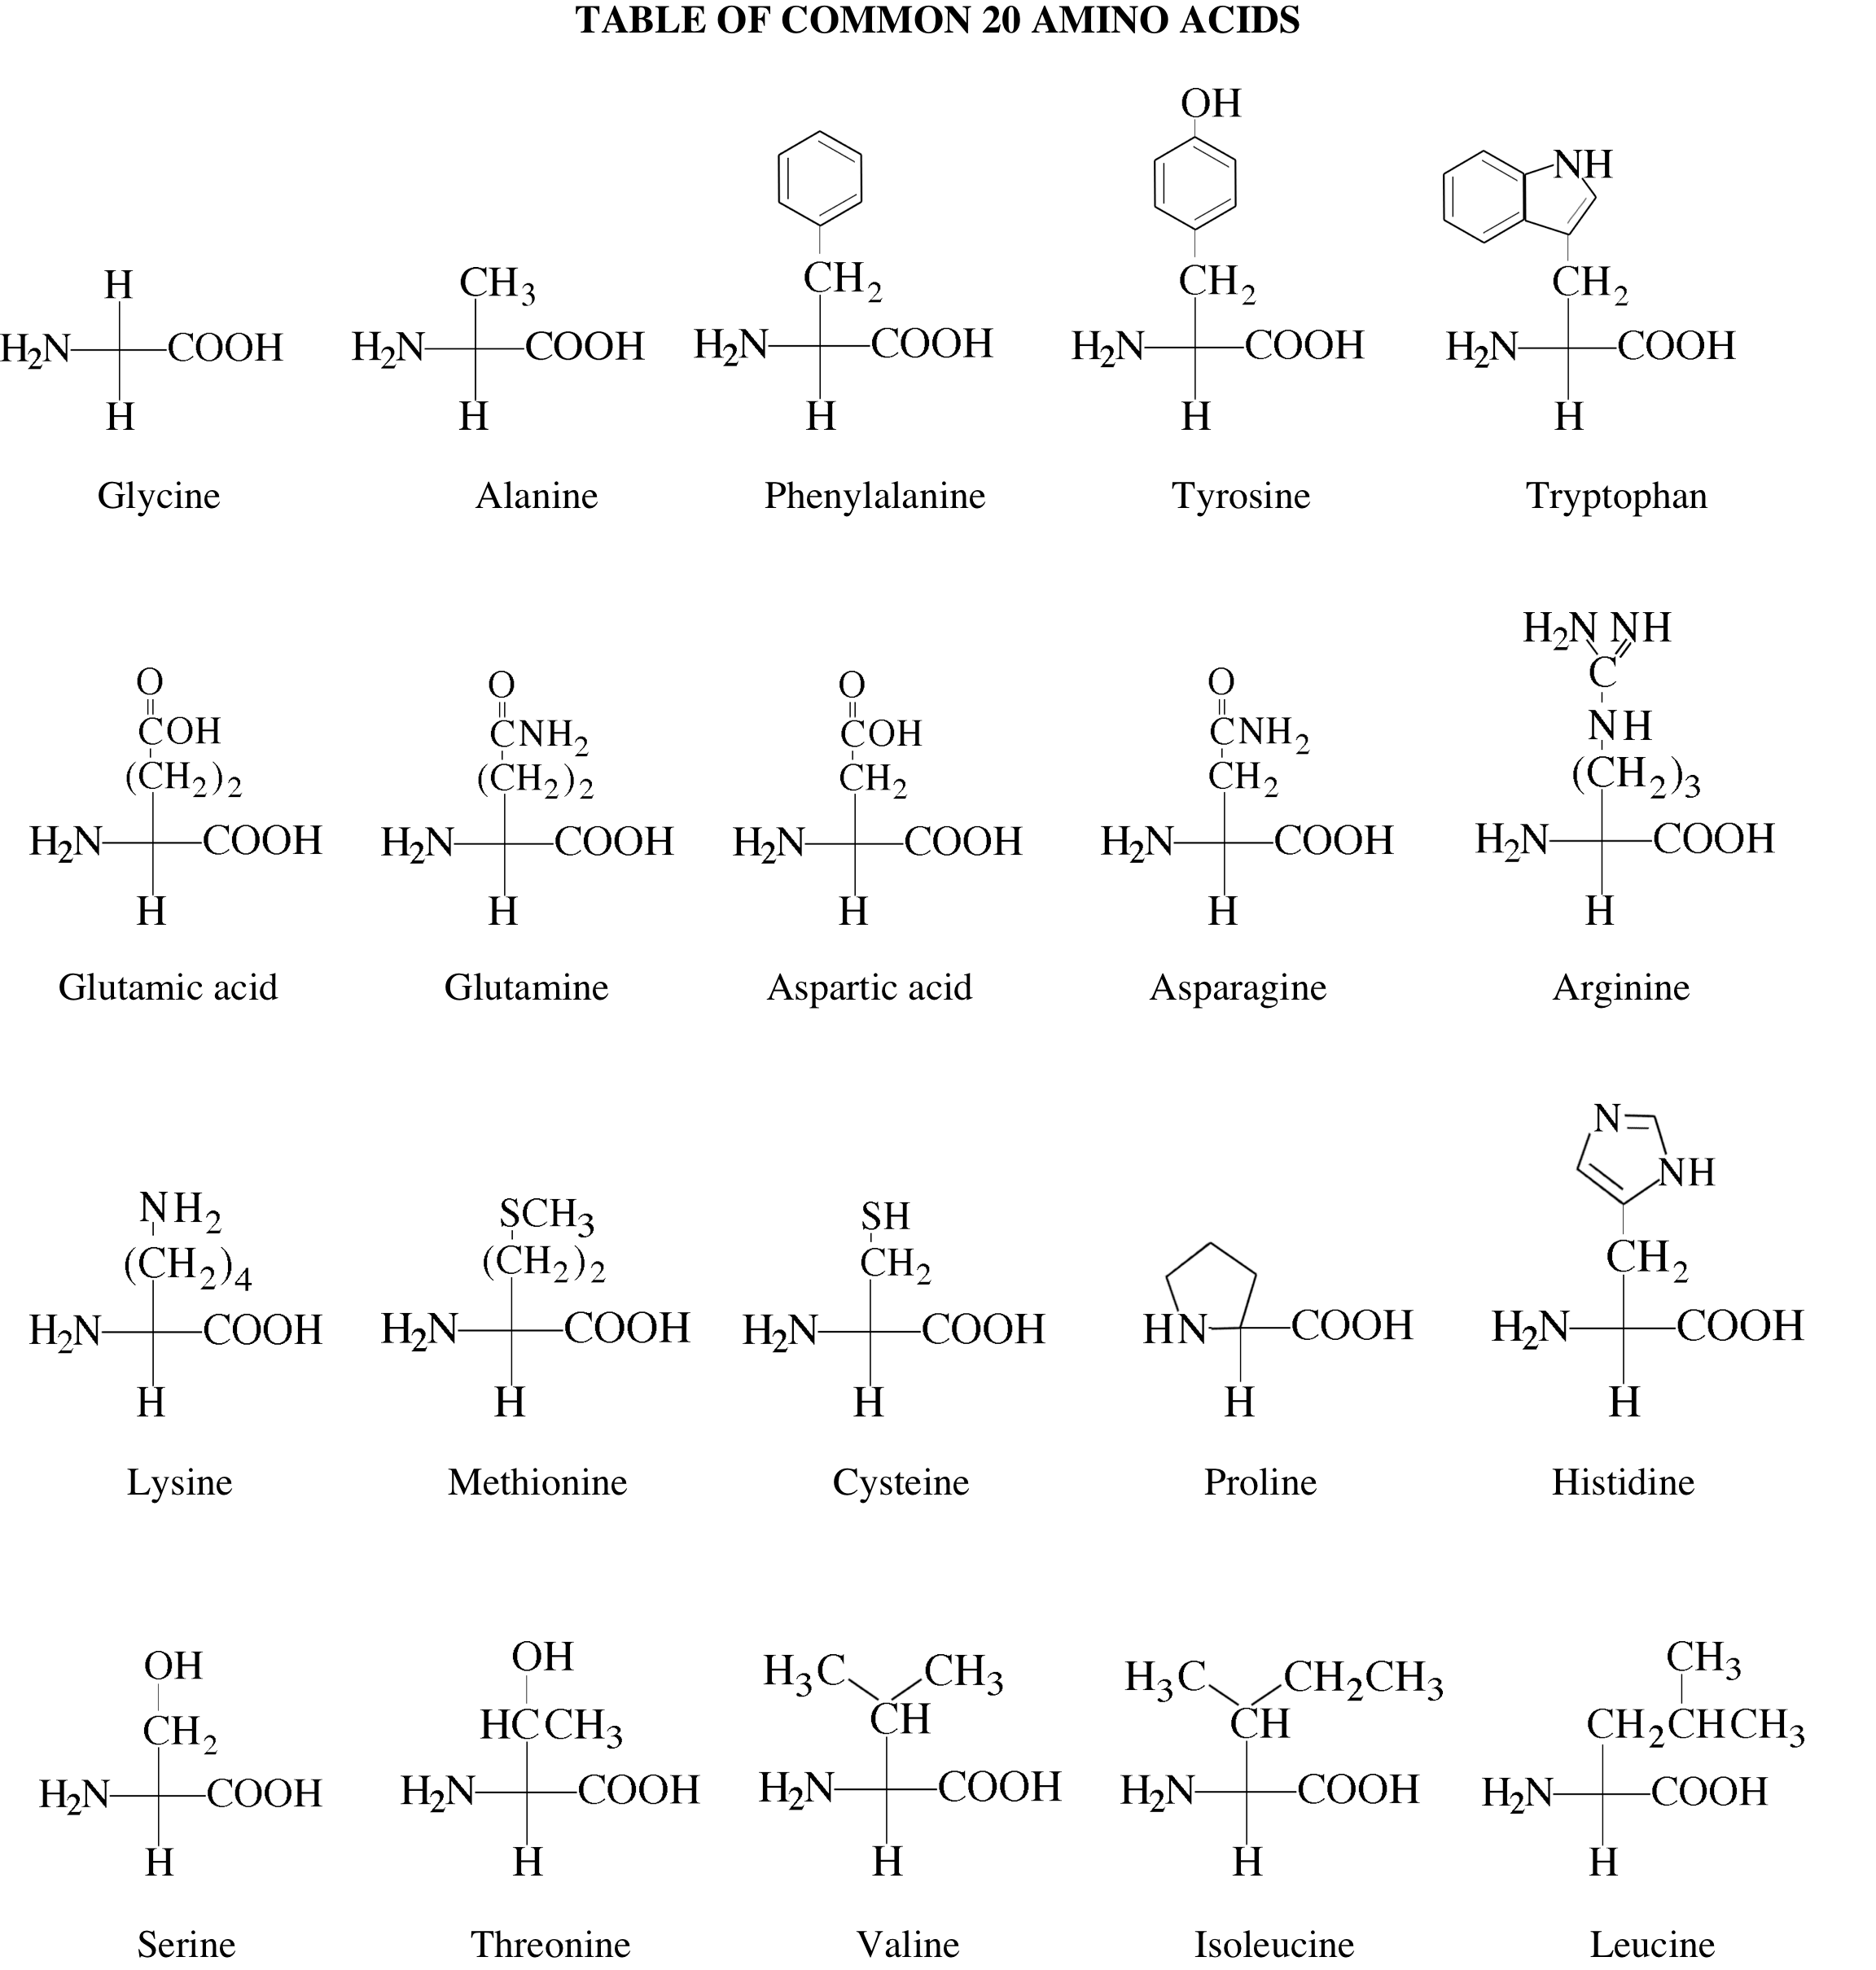 TABLE OF COMMON 20 AMINO ACIDS
OH
NH
H
CH3
CH2
CH2
CH2
H2N COOH
H2N COOH
H2N COOH
H2N COOH
H2N COOH
H
H
H
H
H
Glycine
Alanine
Phenylalanine
Tyrosine
Tryptophan
H2N NH
C
O
O
O
O
COH
CNH2
COH
CNH2
NH
(CH2)2
(CH2)2
CH2
CH2
(CH2)3
H2N COOH
H2N COOH
H2N COOH
H2N COOH
H2N COOH
H
H
H
H
H
Glutamic acid
Glutamine
Aspartic acid
Asparagine
Arginine
N
NH
NH2
SCH3
SH
(CH2)4
(CH2)2
CH2
CH2
H2N COOH
H2N COOH
H2N COOH
HN COOH
H2N COOH
H
H
H
H
H
Lysine
Methionine
Cysteine
Proline
Histidine
OH
OH
H3C CH3
H3C CH2CH3
CH3
CH2
HCCH3
CH
CH
CH2CHCH3
H2N COOH
H2N COOH
H2N COOH
H2N COOH
H2N COOH
H
H
H
H
H
Serine
Threonine
Valine
Isoleucine
Leucine